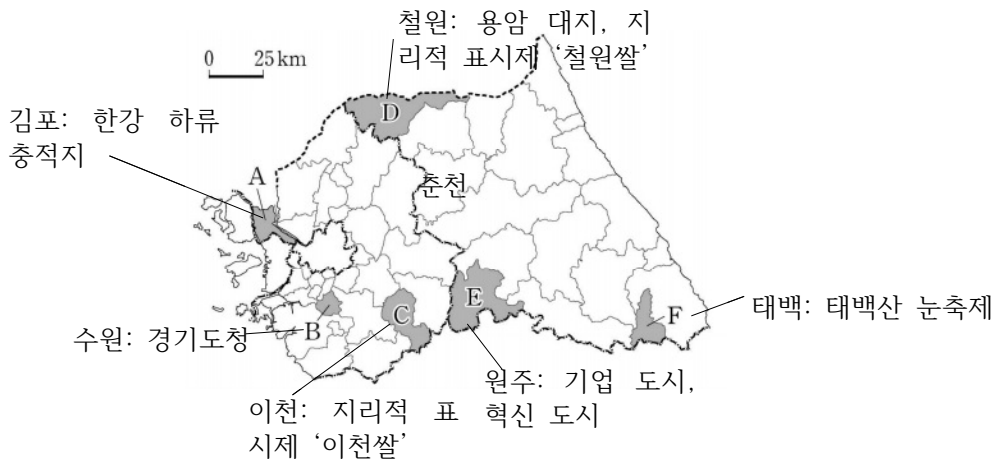 철원: 용암 대지, 지
리적 표시제 ‘철원쌀’
0 25 km
D
김포: 한강 하류
충적지
A
춘천
E
C
B
F
태백: 태백산 눈축제
수원: 경기도청
원주: 기업 도시,
혁신 도시
이천: 지리적 표
시제 ‘이천쌀’